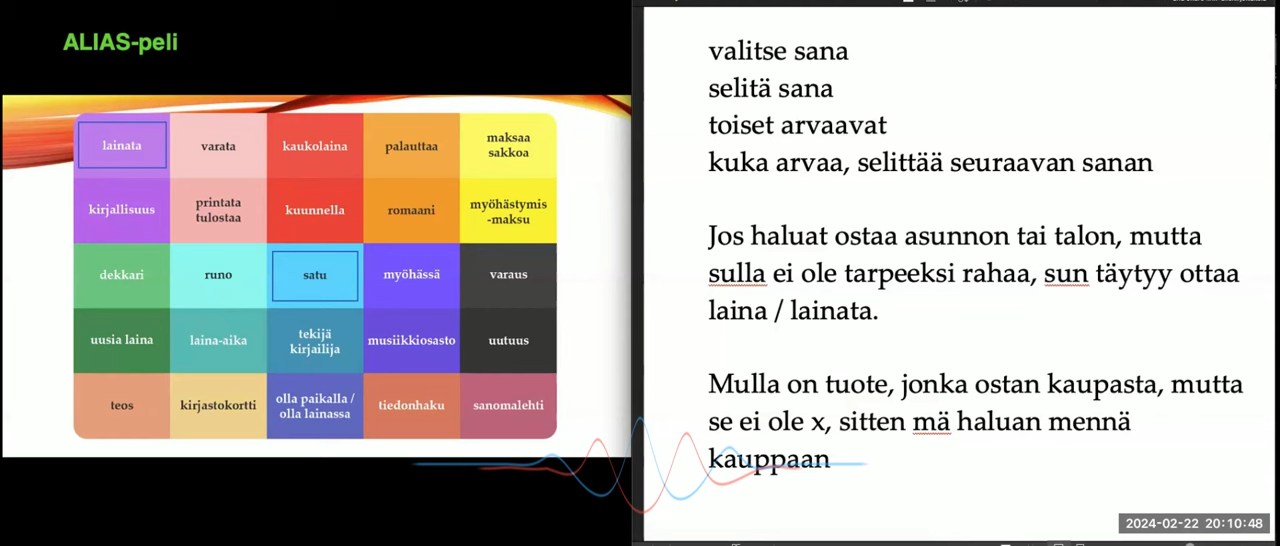 ALIAS-peli
lainata
varata
kaukolaina
palauttaa
maksaa
sakkoa
kirjallisuus
printata
tulostaa
kuunnella
romaani
myöhästymis
-maksu
dekkari
runo
satu
myöhässä
varaus
uusia laina
laina-aika
tekijä
kirjailija
musiikkiosasto
uutuus
teos
kirjastokortti
olla paikalla /
olla lainassa
tiedonhaku
sanomalehti
valitse sana
selitä sana
toiset arvaavat
kuka arvaa, selittää seuraavan sanan
Jos haluat ostaa asunnon tai talon, mutta
sulla ei ole tarpeeksi rahaa, sun täytyy ottaa
laina / lainata.
Mulla on tuote, jonka ostan kaupasta, mutta
se ei ole x, sitten mä haluan mennä
kauppaan
2024-02-22 20:10:48